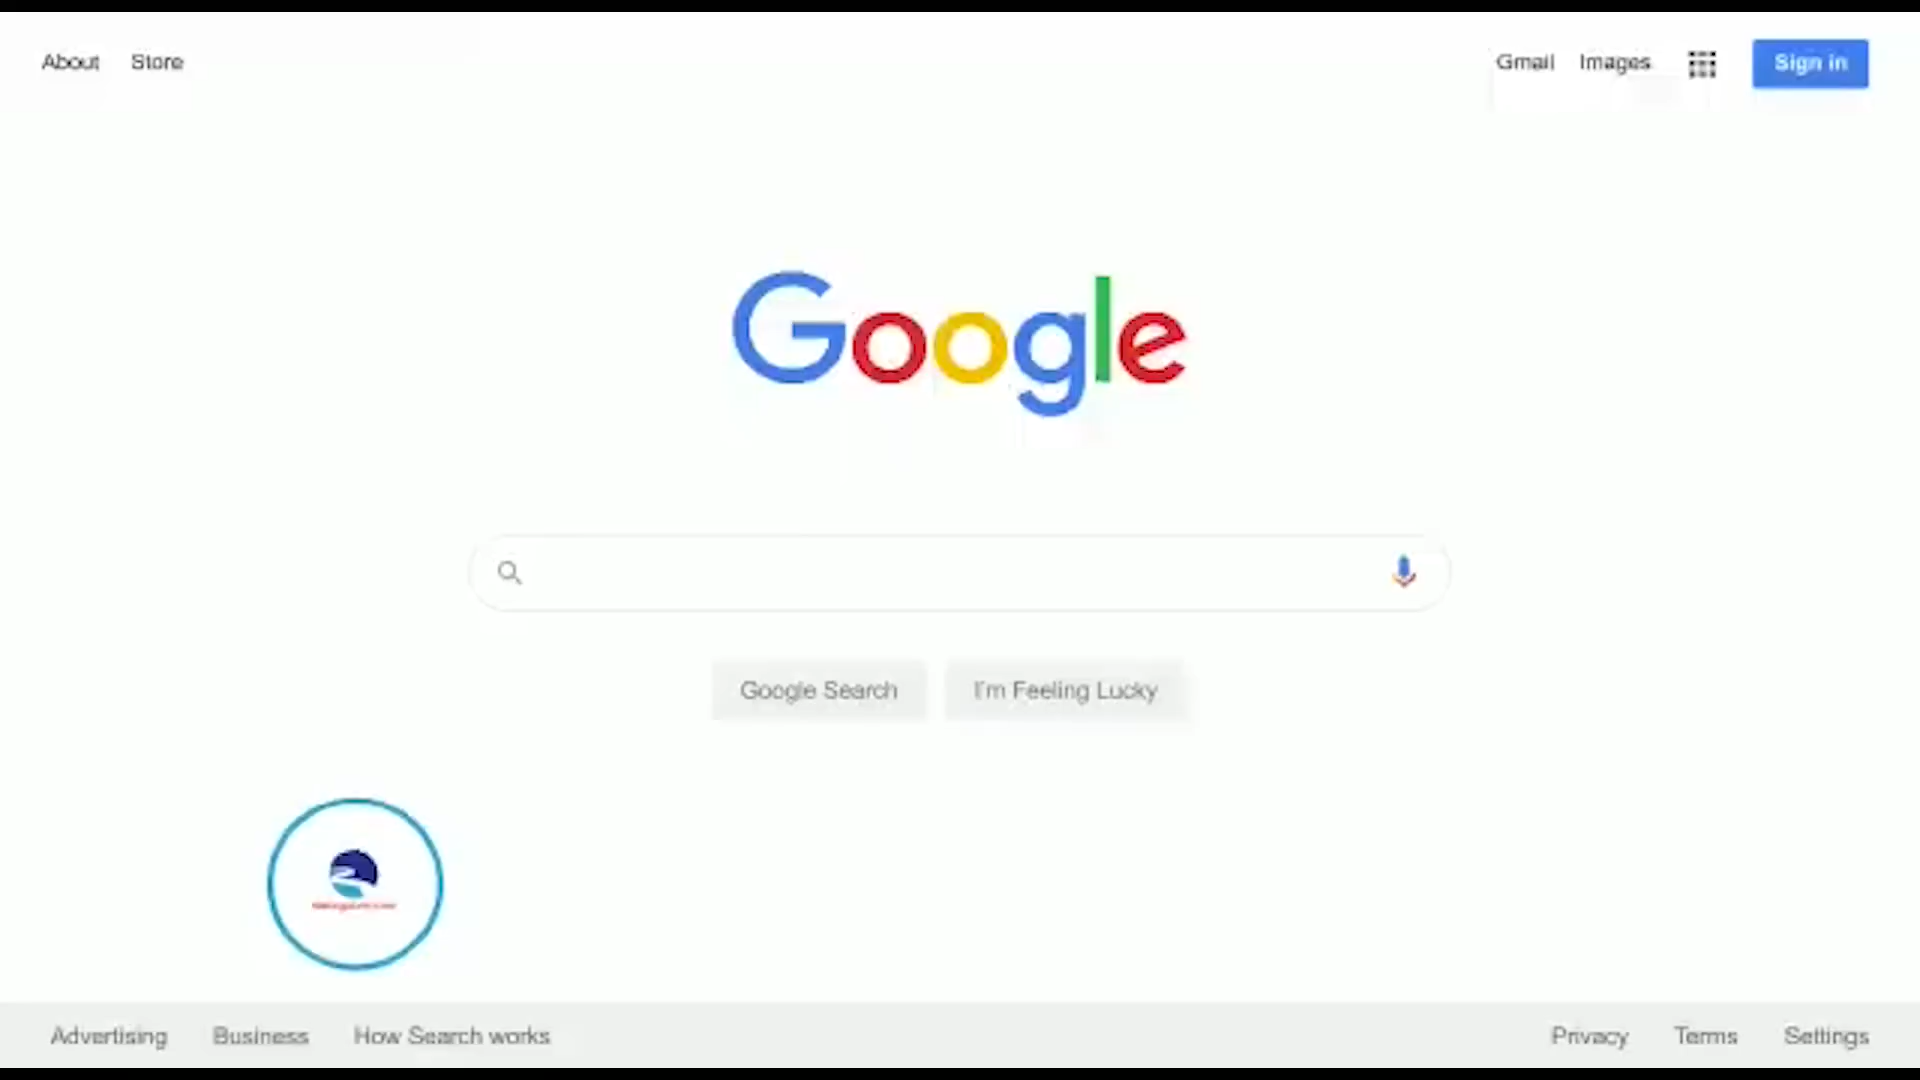 About Store
Gmail Images Sign in
Google
Google Search I'm Feeling Lucky
Advertising Business How Search works
Privacy Terms Settings